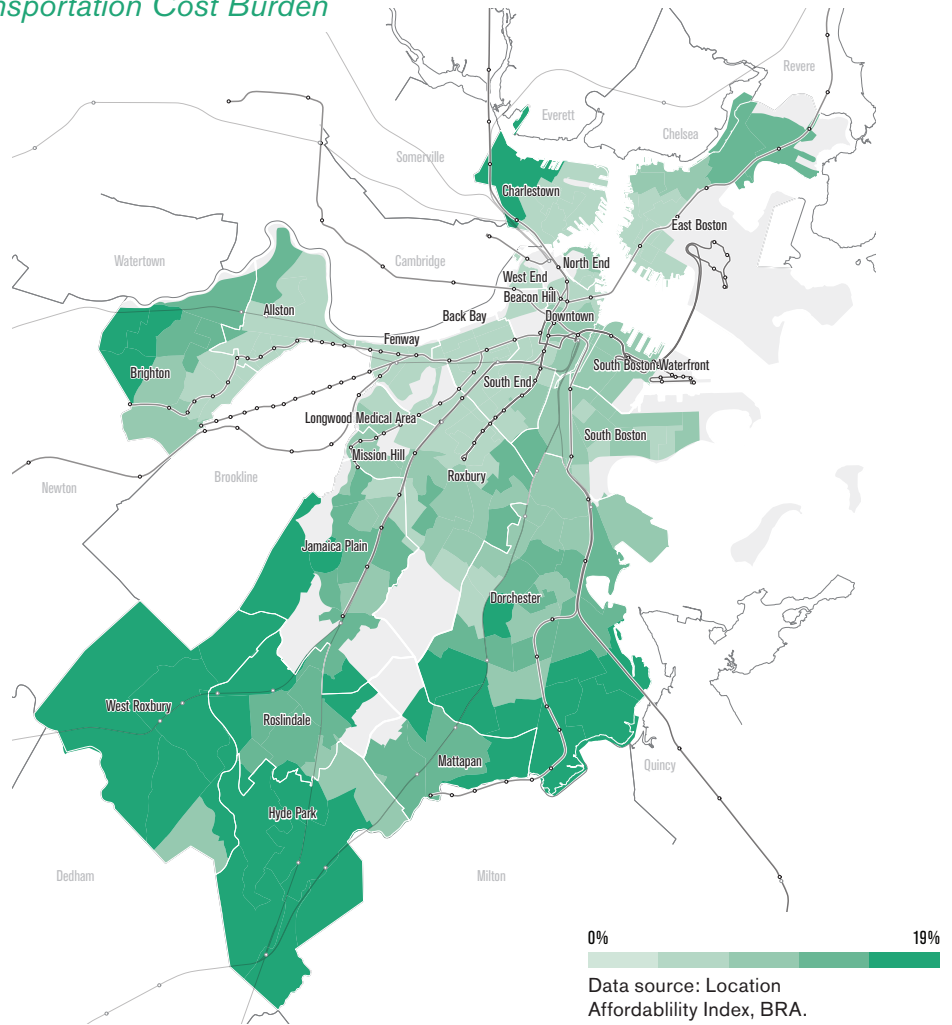 nsportation Cost Burden
Revere
Everett
Chelsea
Somerville
Charlestown
East Boston
Watertown
Cambridge
North End
West End
Beacon Hill
Allston
Back Bay
Downtown
Fenway
Brighton
South Boston Waterfront
South End
Longwood Medical Area
South Boston
Mission Hill
Roxbury
Brookline
Newton
Jamaica Plain
Dorchester
West Roxbury
Roslindale
Mattapan
Quincy
Hyde Park
Dedham
Milton
0% 19%
Data source: Location
Affordablility Index, BRA.